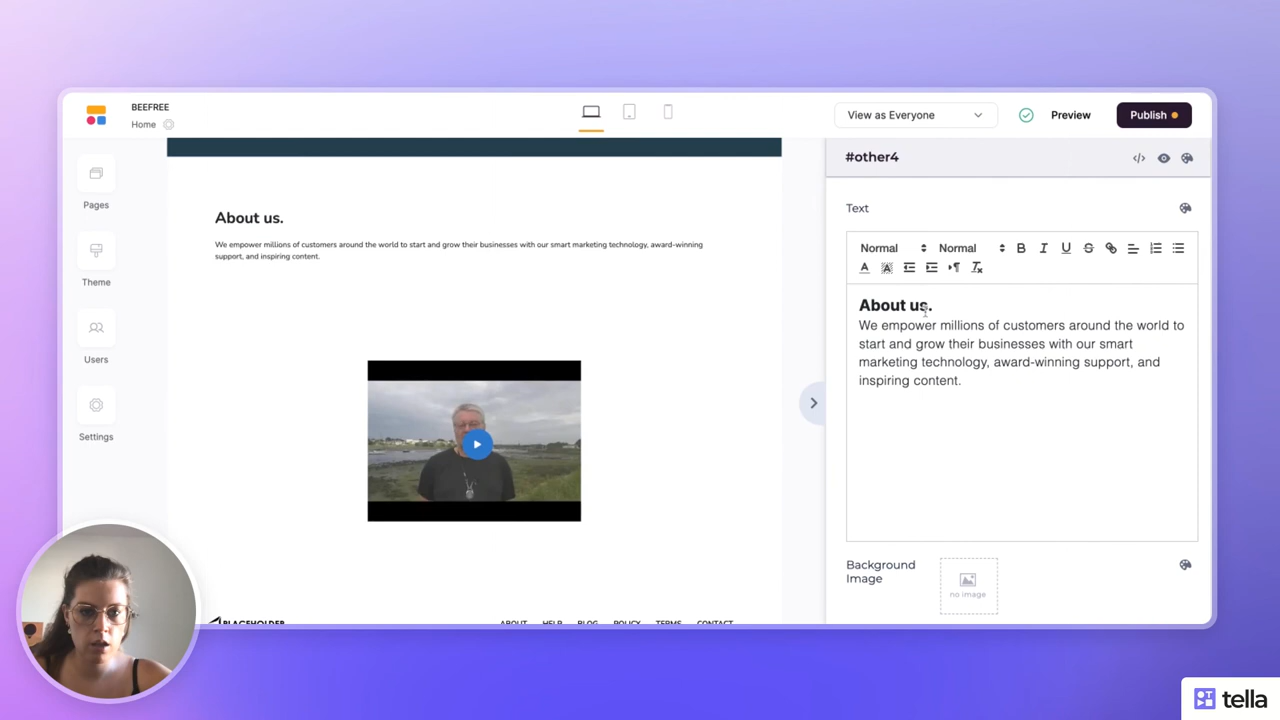 BEEFREE
Home
View as Everyone
Preview
Publish
Pages
Theme
Users
Settings
About us.
We empower millions of customers around the world to start and grow their businesses with our smart marketing technology, award-winning
support, and inspiring content.
PLACEHOLDER
ABOUT HELP BLOG POLICY TERMS CONTACT
#other4
Text
Normal Normal
About us.
We empower millions of customers around the world to
start and grow their businesses with our smart
marketing technology, award-winning support, and
inspiring content.
Background
Image
no image
tella